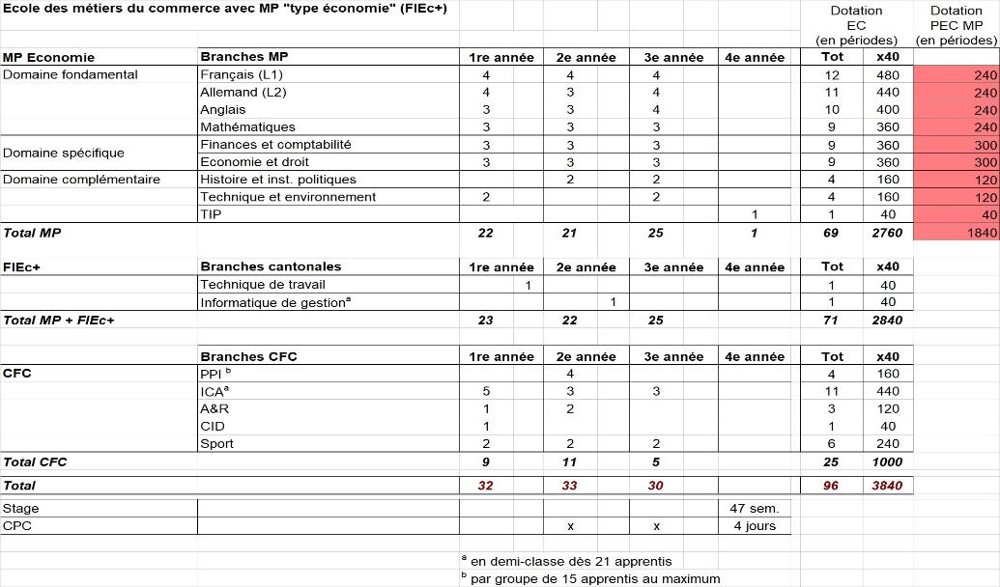 Ecole des métiers du commerce avec MP "type économie" (FIEc+) Dotation EC (en périodes) Dotation PEC MP (en périodes)
MP Economie Branches MP 1re année 2e année 3e année 4e année Tot x40
Domaine fondamental Français (L1) 4 4 4 12 480 240
Allemand (L2) 4 3 4 11 440 240
Anglais 3 3 4 10 400 240
Mathématiques 3 3 3 9 360 240
Domaine spécifique Finances et comptabilité 3 3 3 9 360 300
Economie et droit 3 3 3 9 360 300
Domaine complémentaire Histoire et inst. politiques 2 2 4 160 120
Technique et environnement 2 2 4 160 120
TIP 1 1 40 40
Total MP 22 21 25 1 69 2760 1840
FIEc+ Branches cantonales 1re année 2e année 3e année 4e année Tot x40
Technique de travail 1 1 40
Informatique de gestion a 1 1 40
Total MP + FIEc+ 23 22 25 71 2840
Branches CFC 1re année 2e année 3e année 4e année Tot x40
CFC PPI b 4 4 160
ICA a 5 3 3 11 440
A&R 1 2 3 120
CID 1 1 40
Sport 2 2 2 6 240
Total CFC 9 11 5 25 1000
Total 32 33 30 96 3840
Stage 47 sem.
CPC x x 4 jours
a en demi-classe dès 21 apprentis
b par groupe de 15 apprentis au maximum